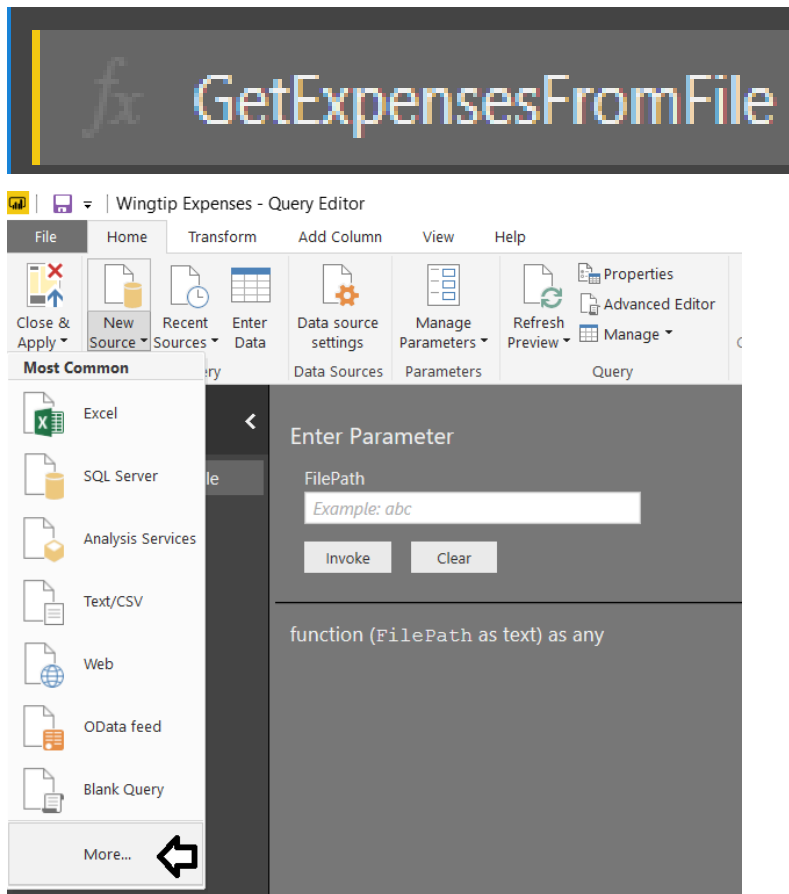 fx GetExpensesFromFile
Wingtip Expenses - Query Editor
File Home Transform Add Column View Help
Close & Apply
New Source
Recent Sources
Enter Data
ry
Data source settings
Data Sources
Manage Parameters
Parameters
Refresh Preview
Properties
Advanced Editor
Manage
Query
Most Common
Excel
SQL Server
Analysis Services
Text/CSV
Web
OData feed
Blank Query
More...
le
Enter Parameter
FilePath
Example: abc
Invoke Clear
function (FilePath as text) as any